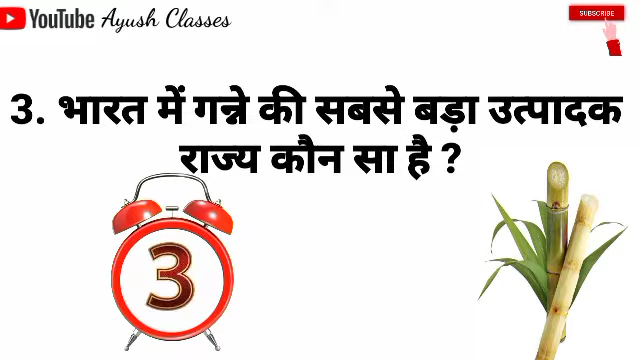 YouTube Ayush Classes
SUBSCRIBE
3. भारत में गन्ने की सबसे बड़ा उत्पादक
राज्य कौन सा है ?
3